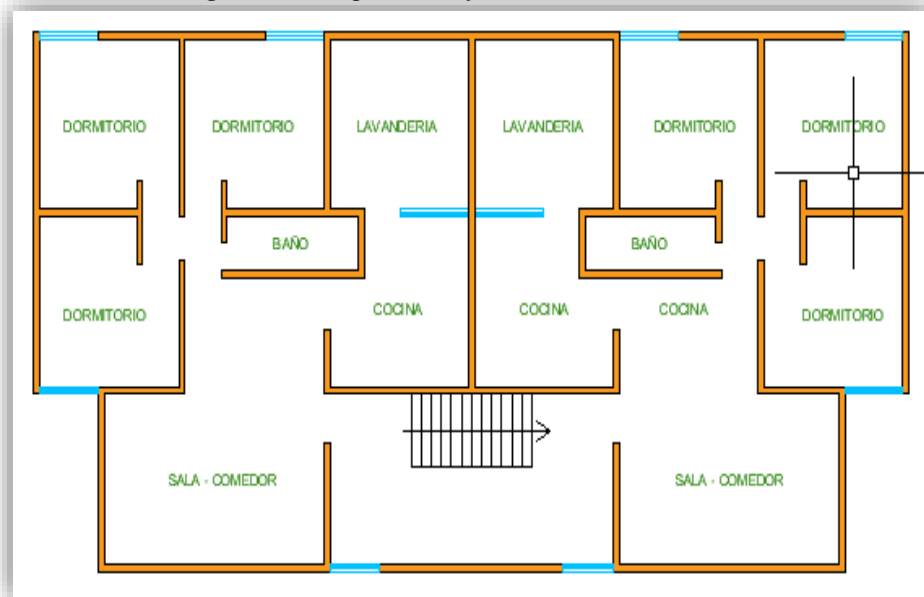 DORMITORIO DORMITORIO LAVANDERIA LAVANDERIA DORMITORIO DORMITORIO
BAÑO BAÑO
DORMITORIO COCINA COCINA COCINA DORMITORIO
SALA - COMEDOR SALA - COMEDOR